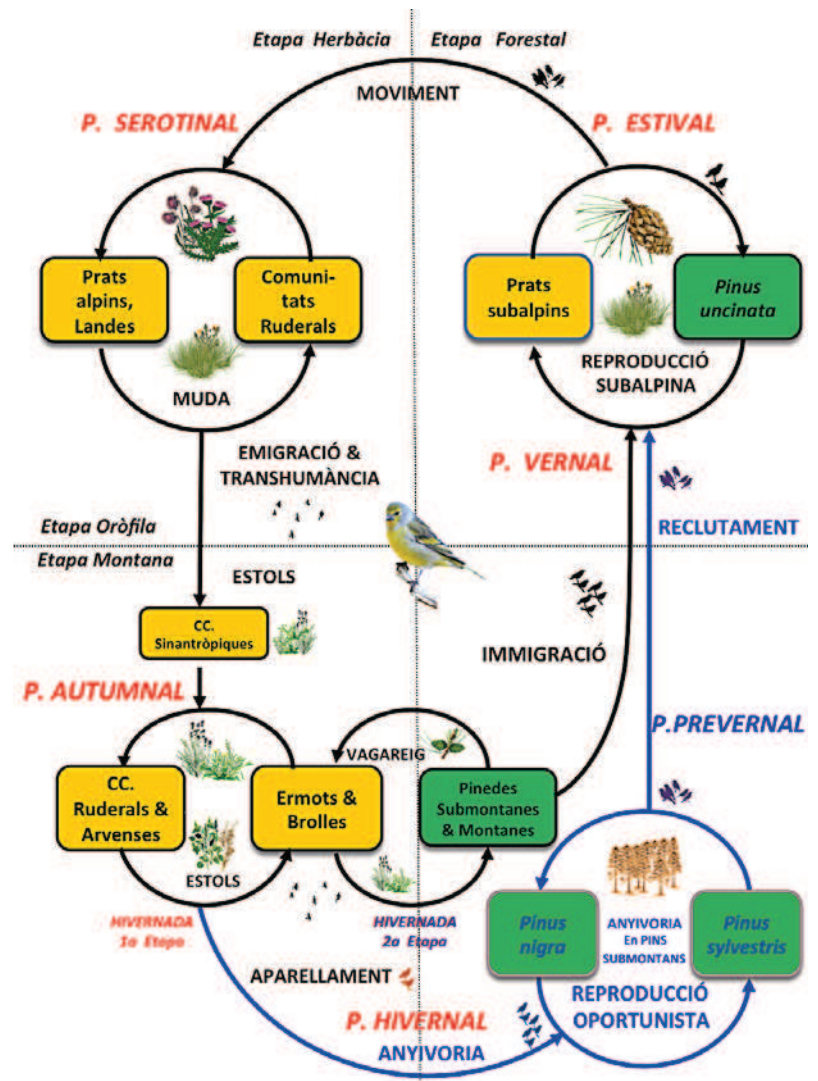 Etapa Herbàcia
Etapa Forestal
MOVIMENT
P. SEROTINAL
P. ESTIVAL
Prats
alpins,
Landes
Comuni-
tats
Ruderals
MUDA
Prats
subalpins
Pinus
uncinata
REPRODUCCIÓ
SUBALPINA
EMIGRACIÓ &
TRANSHUMÀNCIA
P. VERNAL
RECLUTAMENT
Etapa Oròfila
Etapa Montana
ESTOLS
CC.
Sinantròpiques
IMMIGRACIÓ
P. AUTUMNAL
P.PREVERNAL
CC.
Ruderals &
Arvenses
ESTOLS
Ermots &
Brolles
VAGAREIG
Pinedes
Submontanes
& Montanes
HIVERNADA
1a Etapa
HIVERNADA
2a Etapa
Pinus
nigra
ANYIVORIA
En PINS
SUBMONTANS
Pinus
sylvestris
REPRODUCCIÓ
OPORTUNISTA
APARELLAMENT
P. HIVERNAL
ANYIVORIA